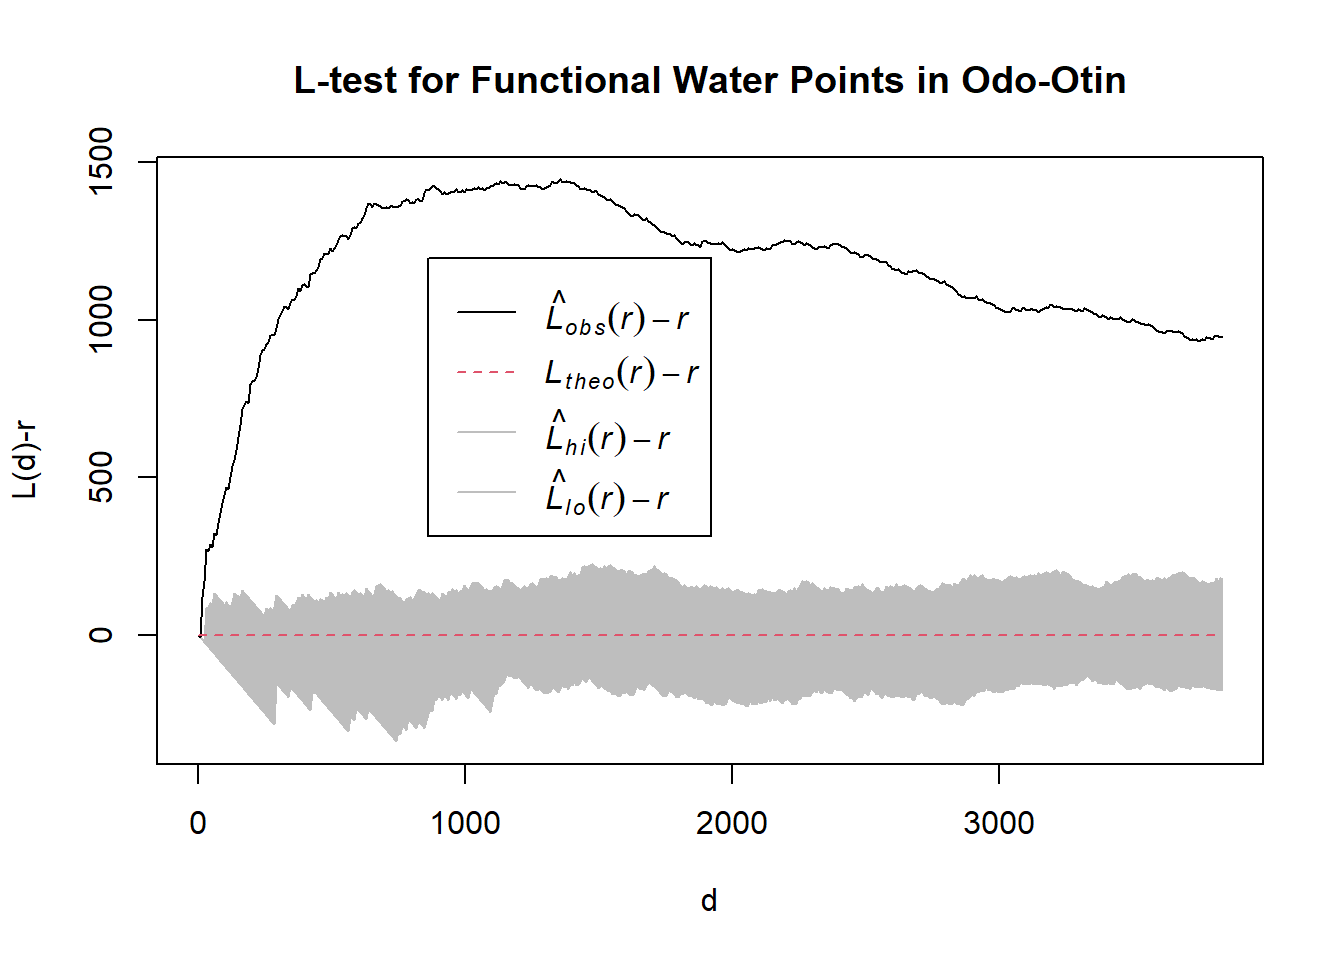 L-test for Functional Water Points in Odo-Otin
L(d)-r
1500
1000
500
0
L̂obs(r) – r
Ltheo(r) – r
L̂hi(r) – r
L̂lo(r) – r
0 1000 2000 3000
d